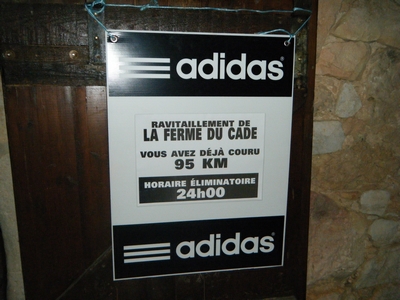 adidas
RAVITAILLEMENT DE
LA FERME DU CADE
VOUS AVEZ DÉJÀ COURU
95 KM
HORAIRE ÉLIMINATOIRE
24h00
adidas